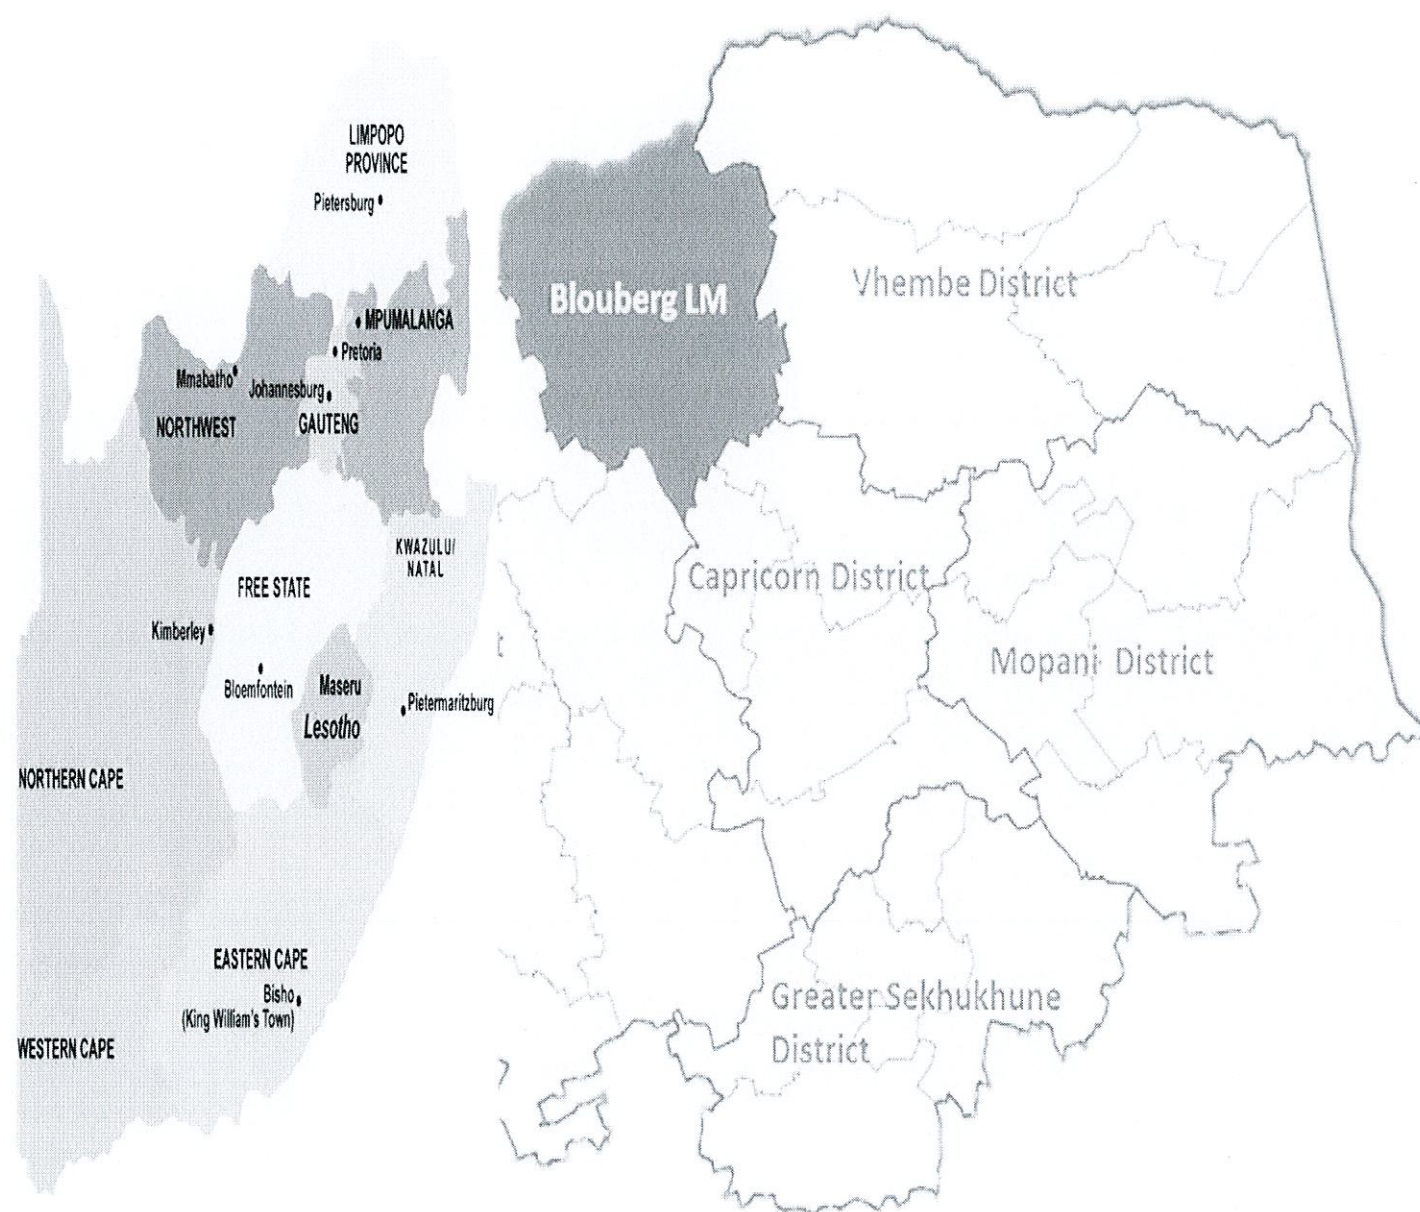 LIMPOPO
PROVINCE
Pietersburg
MPUMALANGA
Pretoria
Mmabatho
Johannesburg
NORTHWEST
GAUTENG
KWAZULU/
NATAL
FREE STATE
Kimberley
Bloemfontein
Maseru
Lesotho
Pietermaritzburg
NORTHERN CAPE
EASTERN CAPE
Bisho
(King William's Town)
WESTERN CAPE
Blouberg LM
Vhembe District
Capricorn District
t
Mopani District
Greater Sekhukhune
District